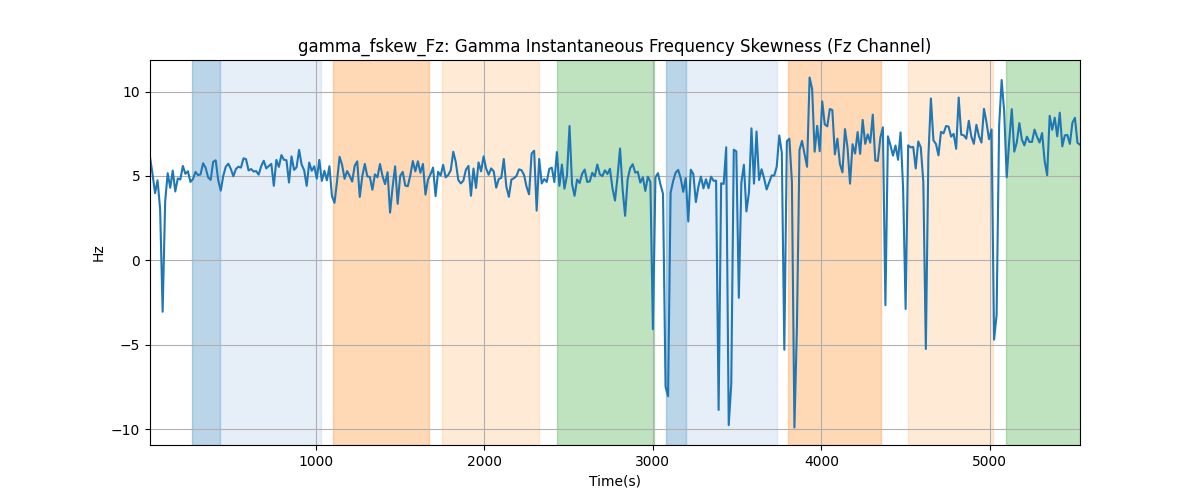 gamma_fskew_Fz: Gamma Instantaneous Frequency Skewness (Fz Channel)
Hz
10
5
0
−5
−10
1000 2000 3000 4000 5000
Time(s)